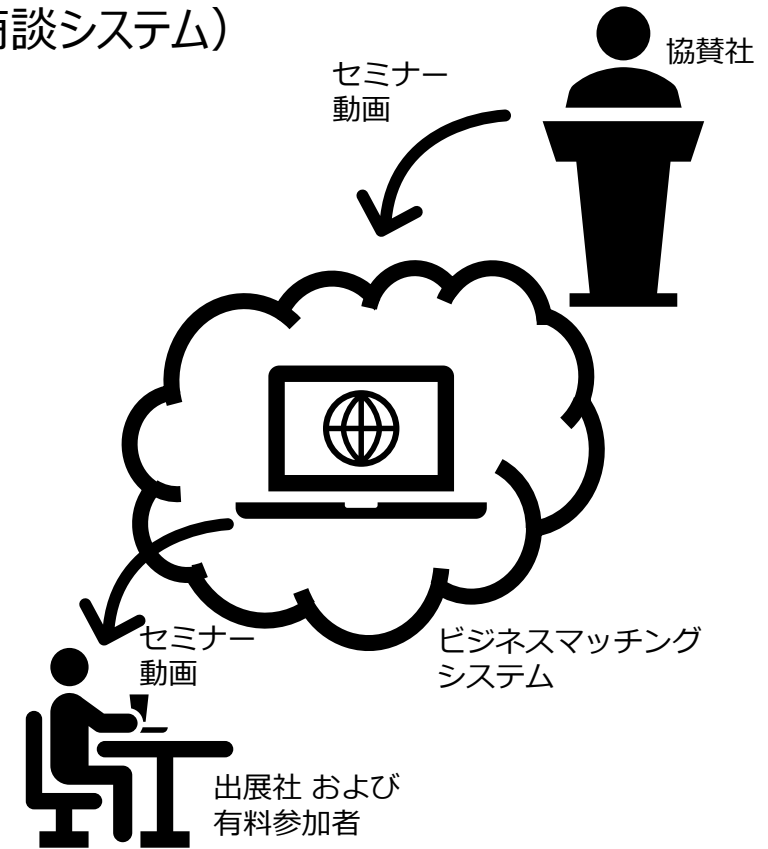 商談システム）
協賛社
セミナー
動画
セミナー
動画
ビジネスマッチング
システム
出展社 および
有料参加者